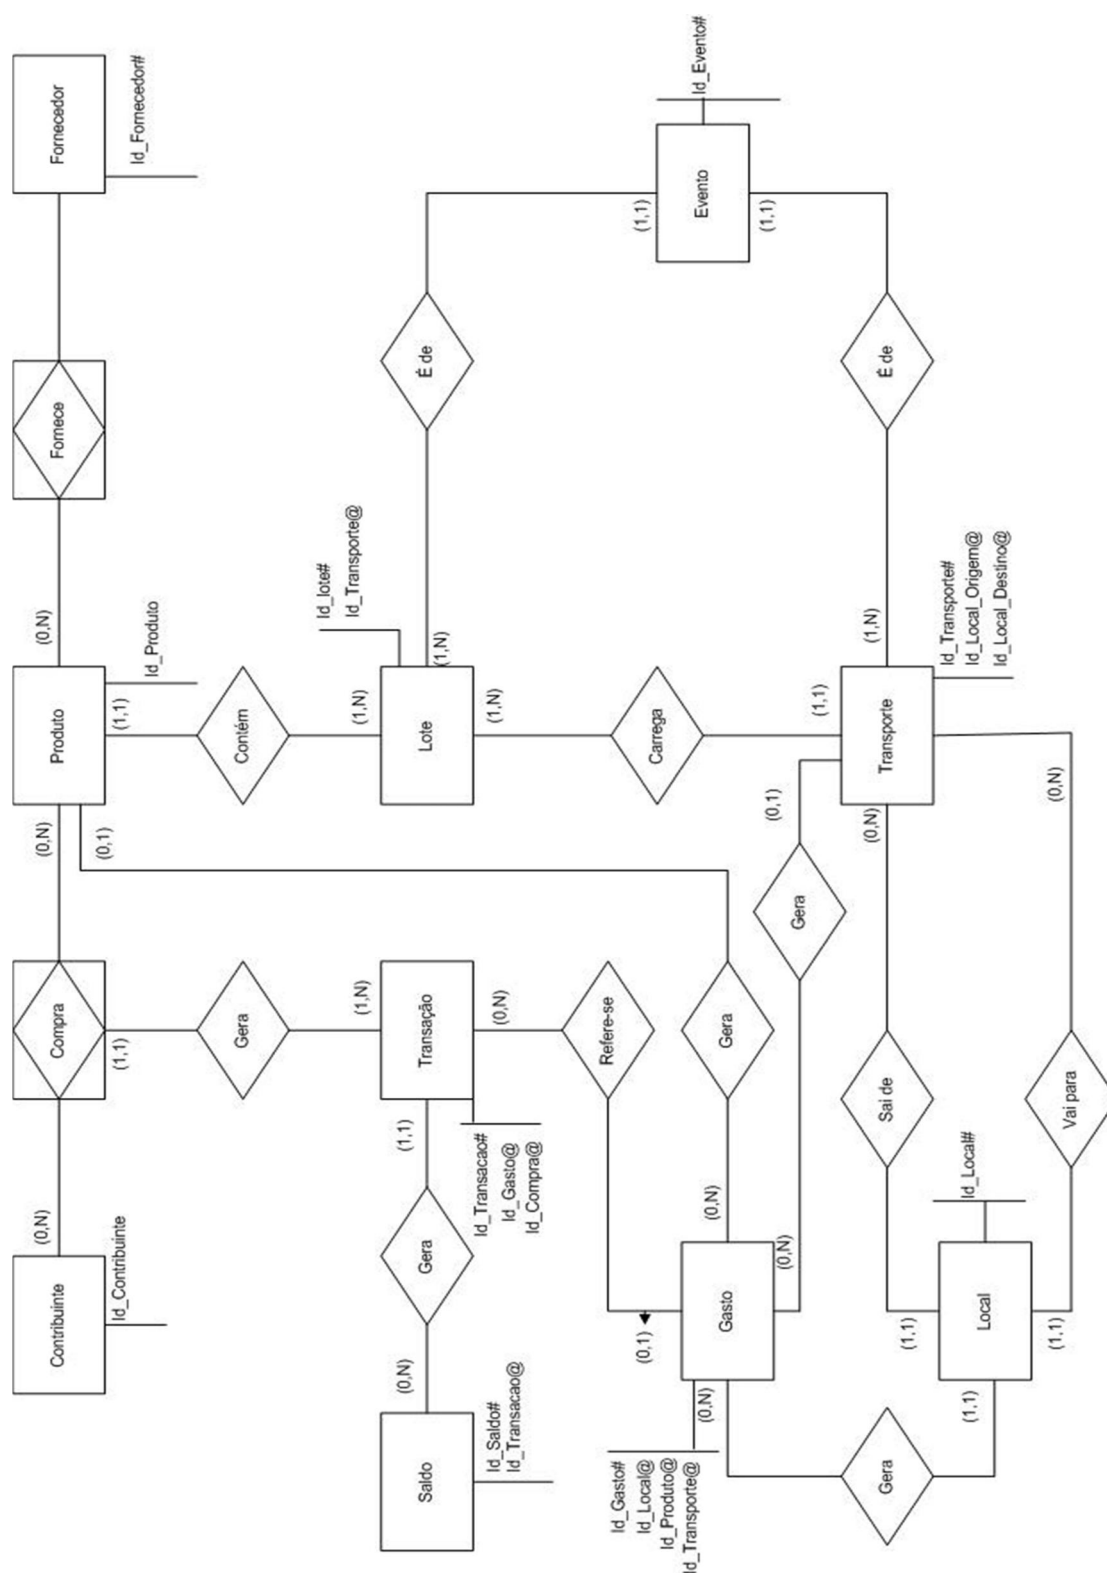 (0,N)
(0,N)
(0,N)
Contribuinte
Compra
Produto
Fornece
Fornecedor
(0,1)
Id_Contribuinte
(1,1)
(1,1)
Id_Produto
Id_Fornecedor#
Gera
Contém
Id_lote#
Id_Transporte@
(1,N)
(1,N)
(0,N)
(1,1)
Saldo
Gera
Transação
Lote
É de
(1,N)
Id_Saldo#
Id_Transacao@
Id_Transacao#
Id_Gasto@
Id_Compra@
(0,N)
(1,N)
Refere-se
Id_Gasto#
Id_Local@
Id_Produto@
Id_Transporte@
(0,1)
(1,1)
(0,N)
(0,N)
Gasto
Gera
Evento
Id_Evento#
(0,N)
(0,1)
(1,1)
Gera
(1,1)
(0,N)
(1,N)
Gera
Sai de
Transporte
É de
(1,1)
Id_Transporte#
Id_Local_Origem@
Id_Local_Destino@
(1,1)
Local
Id_Local#
(1,1)
(0,N)
Vai para